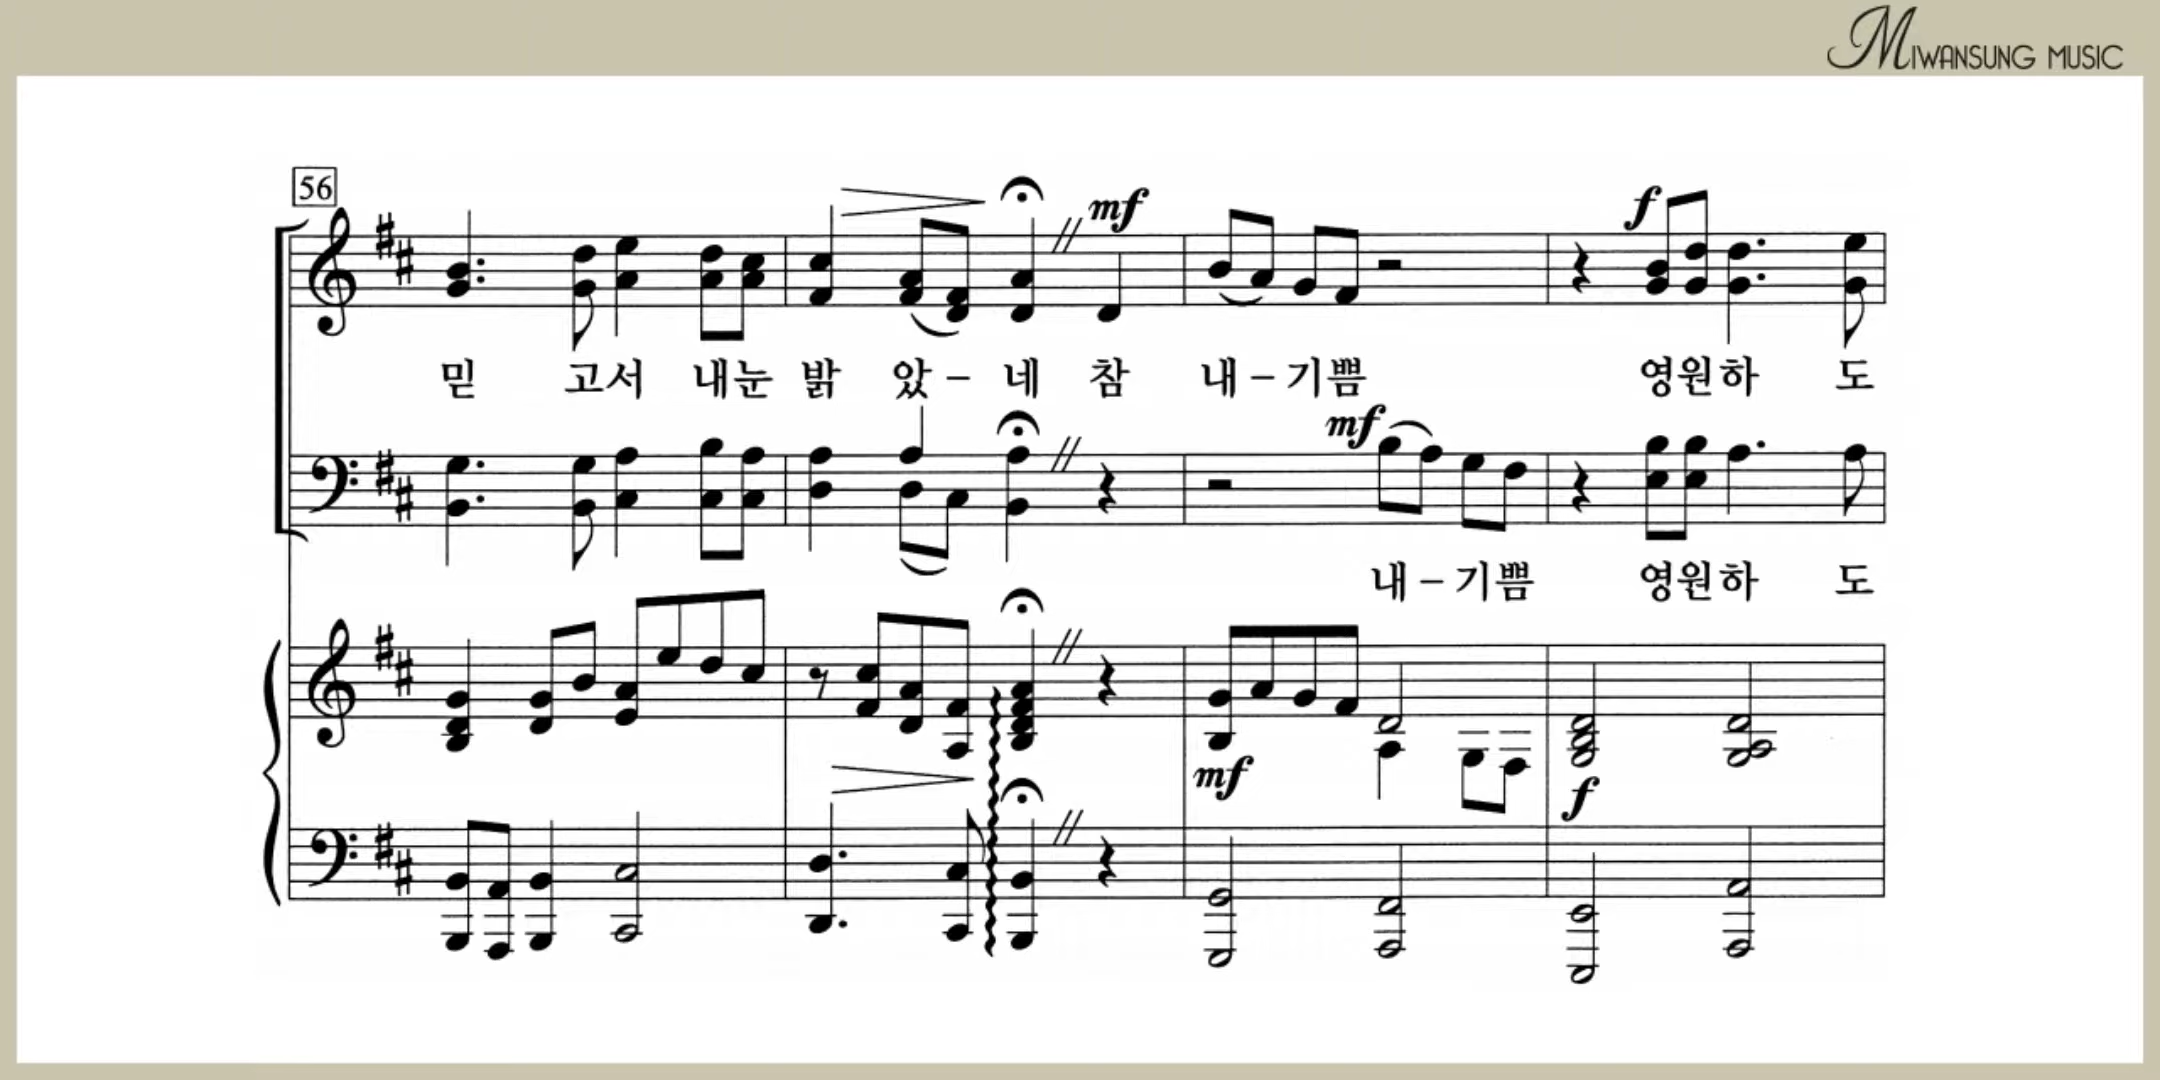 MIWANSUNG MUSIC
56
mf f
믿 고서 내눈 밝 았 - 네 참 내 - 기쁨 영원하 도
mf
내 - 기쁨 영원하 도
mf f